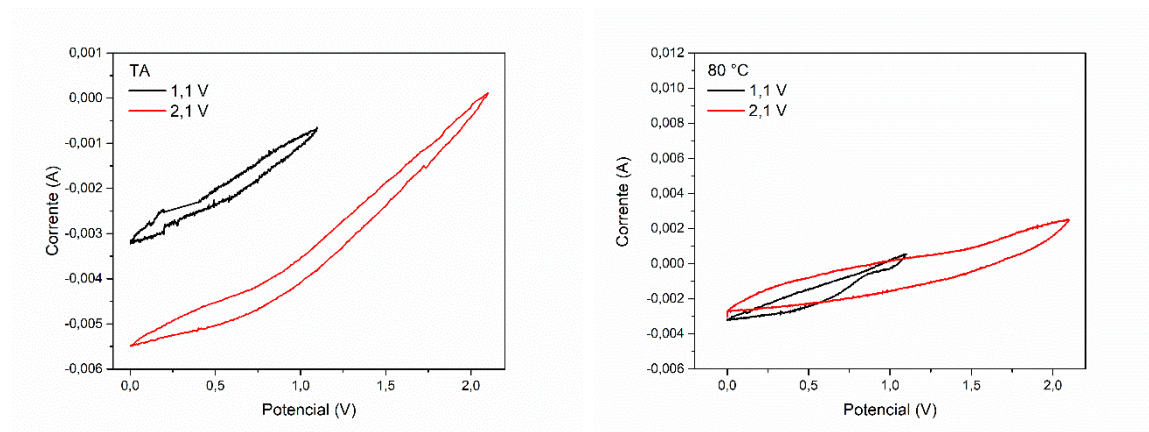 0,001
0,000
-0,001
-0,002
-0,003
-0,004
-0,005
-0,006
Corrente (A)
TA
1,1 V
2,1 V
0,0 0,5 1,0 1,5 2,0
Potencial (V)
0,012
0,010
0,008
0,006
0,004
0,002
0,000
-0,002
-0,004
-0,006
Corrente (A)
80 °C
1,1 V
2,1 V
0,0 0,5 1,0 1,5 2,0
Potencial (V)